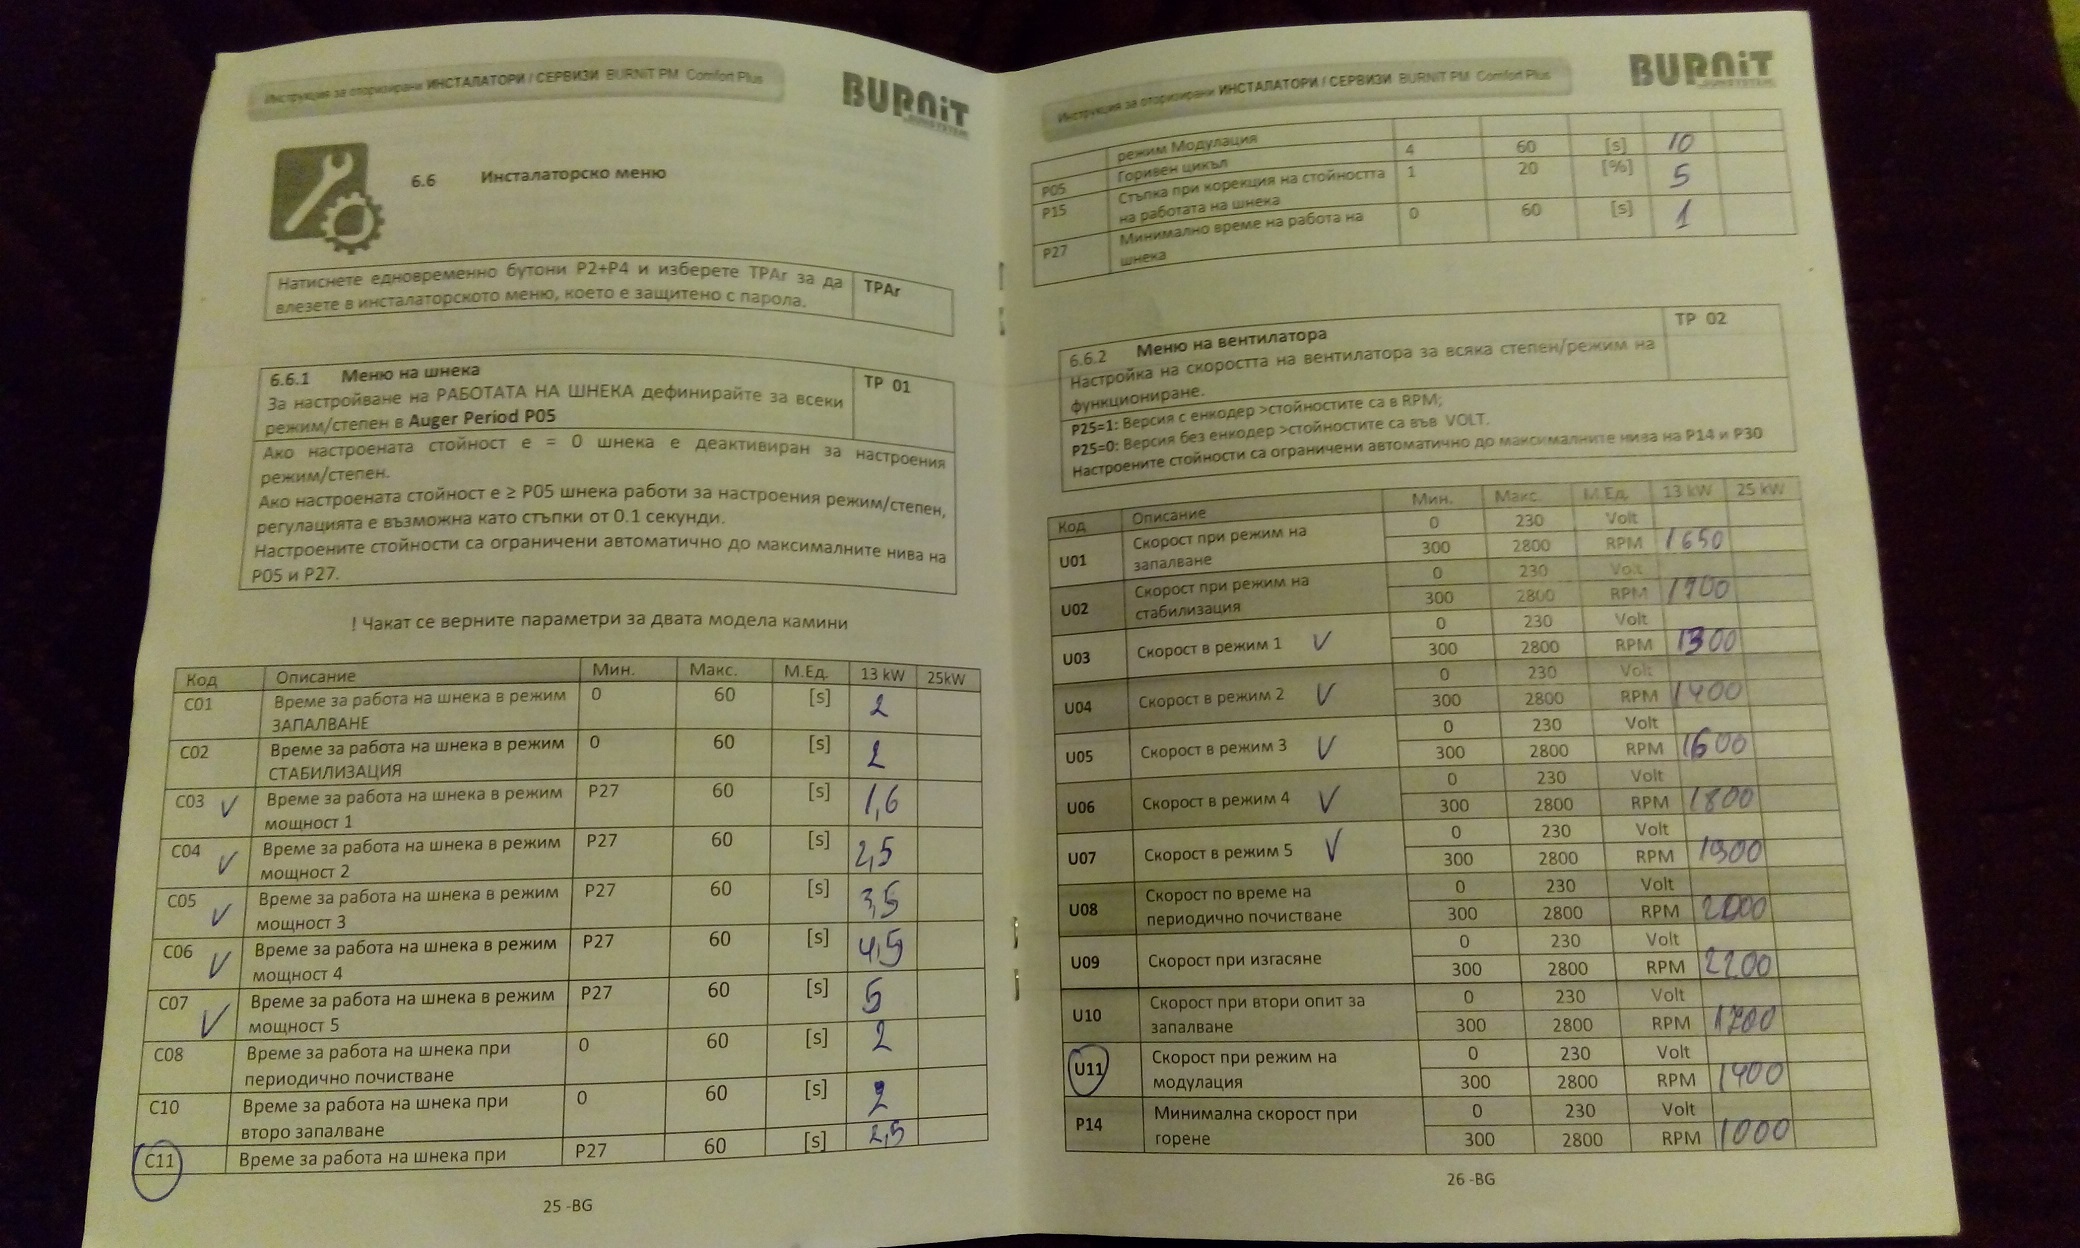 Инструкция за оторизирани ИНСТАЛАТОРИ / СЕРВИЗИ BURNiT PM Comfort Plus
BURNiT
SUNSYSTEM
6.6 Инсталаторско меню
Натиснете едновременно бутони P2+P4 и изберете TPAr за да TPAr
влезете в инсталаторското меню, което е защитено с парола.
6.6.1 Меню на шнека TP 01
За настройване на РАБОТАТА НА ШНЕКА дефинирайте за всеки
режим/степен в Auger Period P05
Ако настроената стойност е = 0 шнека е деактивиран за настроения
режим/степен.
Ако настроената стойност е ≥ P05 шнека работи за настроения режим/степен,
регулацията е възможна като стъпки от 0.1 секунди.
Настроените стойности са ограничени автоматично до максималните нива на
P05 и P27.
! Чакат се верните параметри за двата модела камини
Код Описание Мин. Макс. М.Ед. 13 kW 25kW
C01 Време за работа на шнека в режим 0 60 [s] 2
ЗАПАЛВАНЕ
C02 Време за работа на шнека в режим 0 60 [s] 2
СТАБИЛИЗАЦИЯ
C03 V Време за работа на шнека в режим P27 60 [s] 1,6
мощност 1
C04 V Време за работа на шнека в режим P27 60 [s] 2,5
мощност 2
C05 V Време за работа на шнека в режим P27 60 [s] 3,5
мощност 3
C06 V Време за работа на шнека в режим P27 60 [s] 4,5
мощност 4
C07 V Време за работа на шнека в режим P27 60 [s] 5
мощност 5
C08 Време за работа на шнека при 0 60 [s] 2
периодично почистване
C10 Време за работа на шнека при 0 60 [s] 2
второ запалване
C11 Време за работа на шнека при P27 60 [s] 2,5
25 -BG
Инструкция за оторизирани ИНСТАЛАТОРИ / СЕРВИЗИ BURNiT PM Comfort Plus
BURNiT
SUNSYSTEM
режим Модулация
P05 Горивен цикъл 4 60 [s] 10
P15 Стъпка при корекция на стойността 1 20 [%] 5
на работата на шнека
P27 Минимално време на работа на 0 60 [s] 1
шнека
6.6.2 Меню на вентилатора TP 02
Настройка на скоростта на вентилатора за всяка степен/режим на
функциониране.
P25=1: Версия с енкодер >стойностите са в RPM;
P25=0: Версия без енкодер >стойностите са във VOLT.
Настроените стойности са ограничени автоматично до максималните нива на P14 и P30
Код Описание Мин. Макс. М.Ед. 13 kW 25 kW
U01 Скорост при режим на 0 230 Volt
запалване 300 2800 RPM 1650
U02 Скорост при режим на 0 230 Volt
стабилизация 300 2800 RPM 1700
U03 Скорост в режим 1 V 0 230 Volt
300 2800 RPM 1300
U04 Скорост в режим 2 V 0 230 Volt
300 2800 RPM 1400
U05 Скорост в режим 3 V 0 230 Volt
300 2800 RPM 1600
U06 Скорост в режим 4 V 0 230 Volt
300 2800 RPM 1800
U07 Скорост в режим 5 V 0 230 Volt
300 2800 RPM 1900
U08 Скорост по време на 0 230 Volt
периодично почистване 300 2800 RPM 2000
U09 Скорост при изгасяне 0 230 Volt
300 2800 RPM 2200
U10 Скорост при втори опит за 0 230 Volt
запалване 300 2800 RPM 1700
U11 Скорост при режим на 0 230 Volt
модулация 300 2800 RPM 1400
P14 Минимална скорост при 0 230 Volt
горене 300 2800 RPM 1000
26 -BG